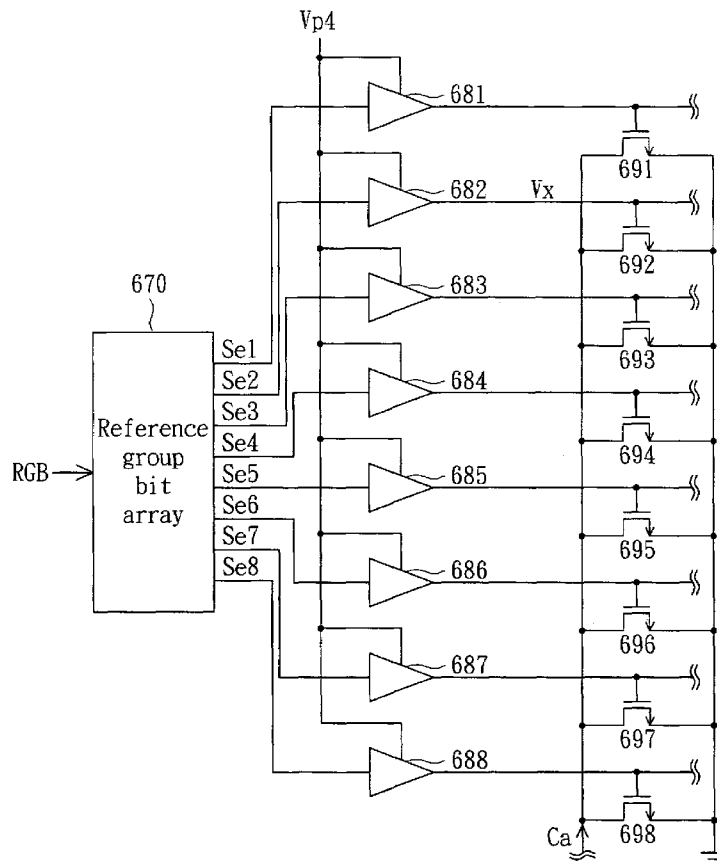 Vp4
681
691
682
Vx
692
670
683
693
Se1
Se2
Se3
Se4
Se5
Se6
Se7
Se8
Reference
group
bit
array
RGB
684
694
685
695
686
696
687
697
688
698
Ca